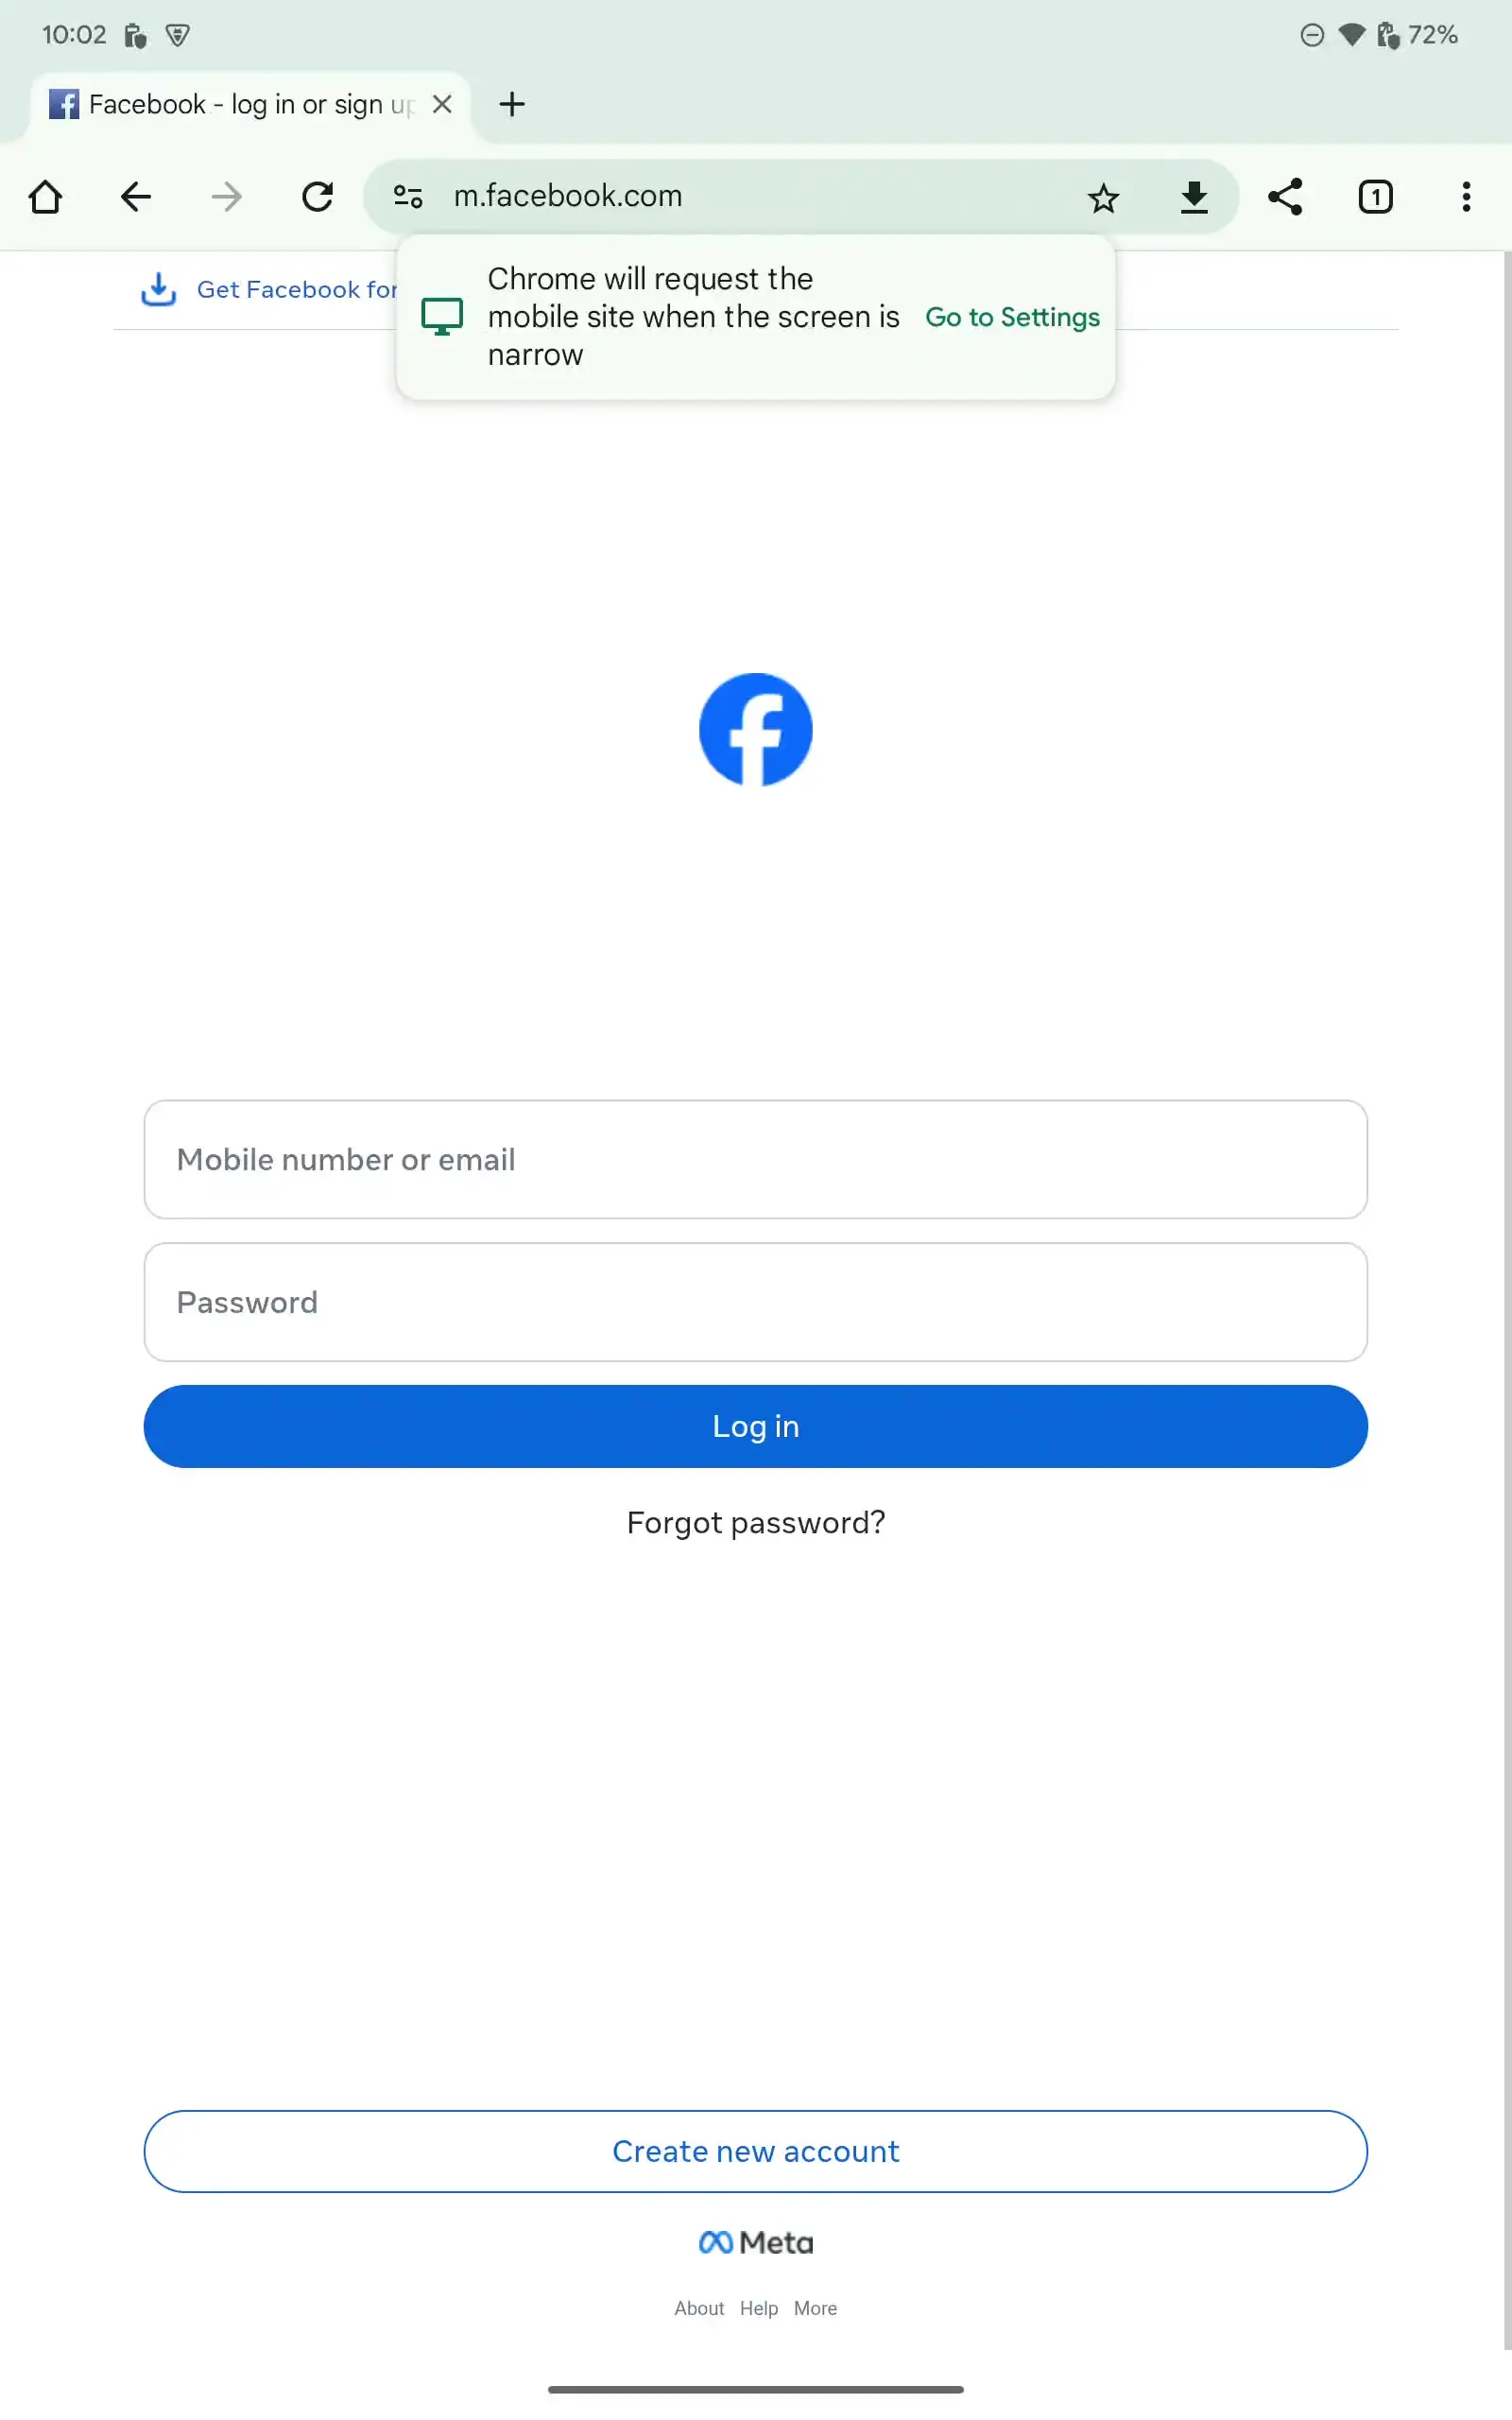 10:02
72%
Facebook - log in or sign up
m.facebook.com
1
Get Facebook for
Chrome will request the
mobile site when the screen is
narrow
Go to Settings
Mobile number or email
Password
Log in
Forgot password?
Create new account
Meta
About Help More